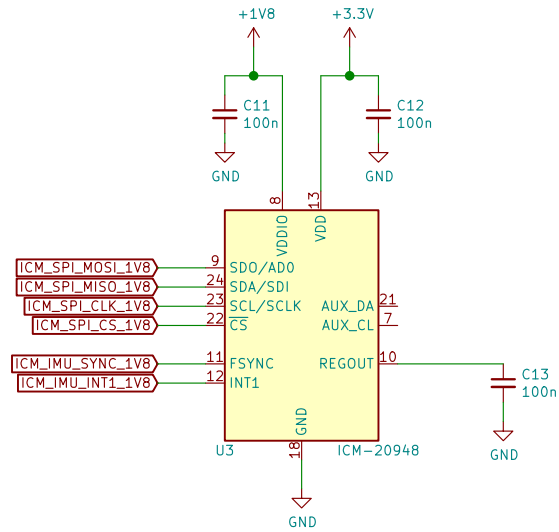 +1V8
+3.3V
C11
100n
C12
100n
GND
GND
8
13
VDDIO
VDD
ICM_SPI_MOSI_1V8
9
SDO/AD0
ICM_SPI_MISO_1V8
24
SDA/SDI
ICM_SPI_CLK_1V8
23
SCL/SCLK
AUX_DA
21
ICM_SPI_CS_1V8
22
CS
AUX_CL
7
ICM_IMU_SYNC_1V8
11
FSYNC
REGOUT
10
ICM_IMU_INT1_1V8
12
INT1
C13
100n
GND
18
U3
ICM-20948
GND
GND